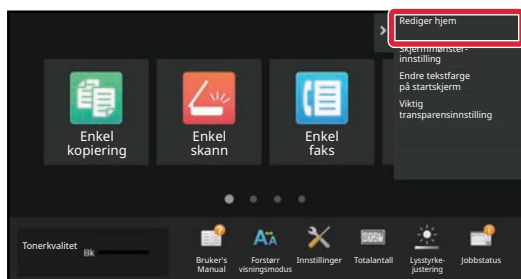 Rediger hjem
Skjermmønster-
innstilling
Endre tekstfarge
på startskjerm
Viktig
transparensinnstilling
Enkel
kopiering
Enkel
skann
Enkel
faks
Tonerkvalitet
Bk
Bruker's
Manual
Forstørr
visningsmodus
Innstillinger
Totalantall
Lysstyrke-
justering
Jobbstatus